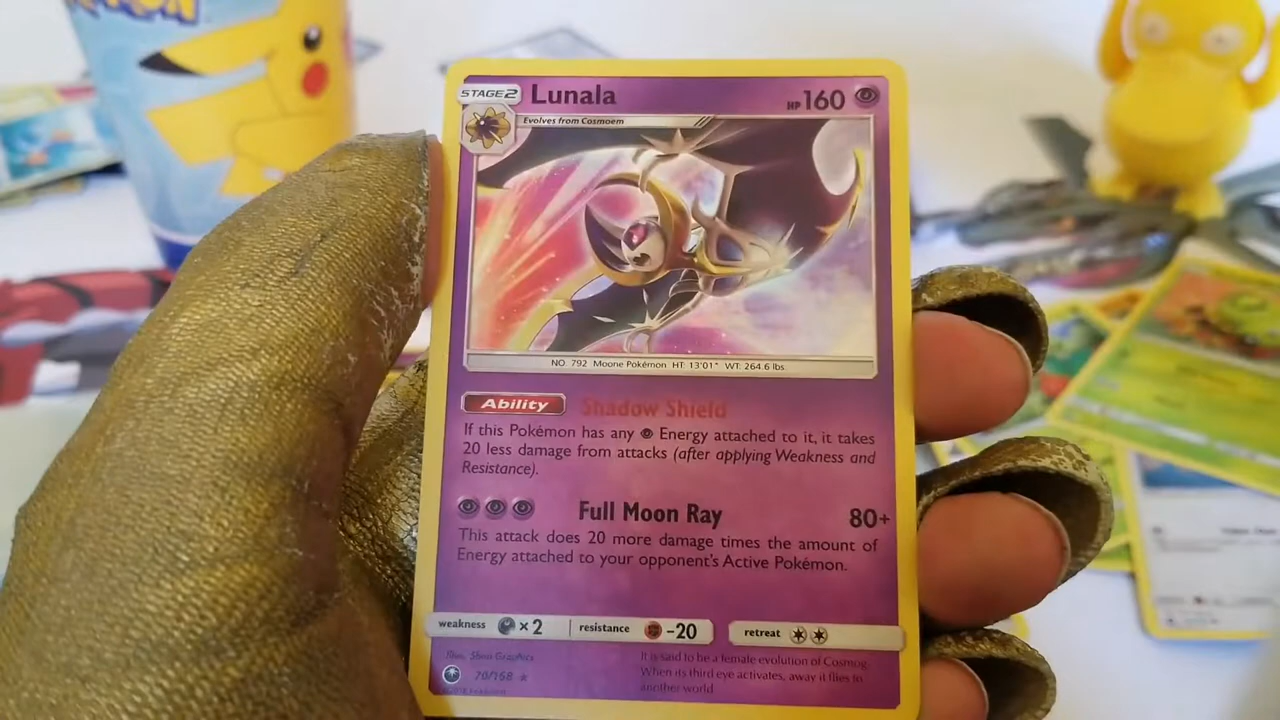 STAGE2 Lunala HP 160
Evolves from Cosmoem
NO. 792 Moone Pokémon HT: 13'01" WT: 264.6 lbs
Ability Shadow Shield
If this Pokémon has any Energy attached to it, it takes
20 less damage from attacks (after applying Weakness and
Resistance).
Full Moon Ray 80+
This attack does 20 more damage times the amount of
Energy attached to your opponent's Active Pokémon.
weakness ×2 resistance -20 retreat
Illus. Show Graphics
70/168
It is said to be a female evolution of Cosmog.
When its third eye activates, away it flies to
another world.